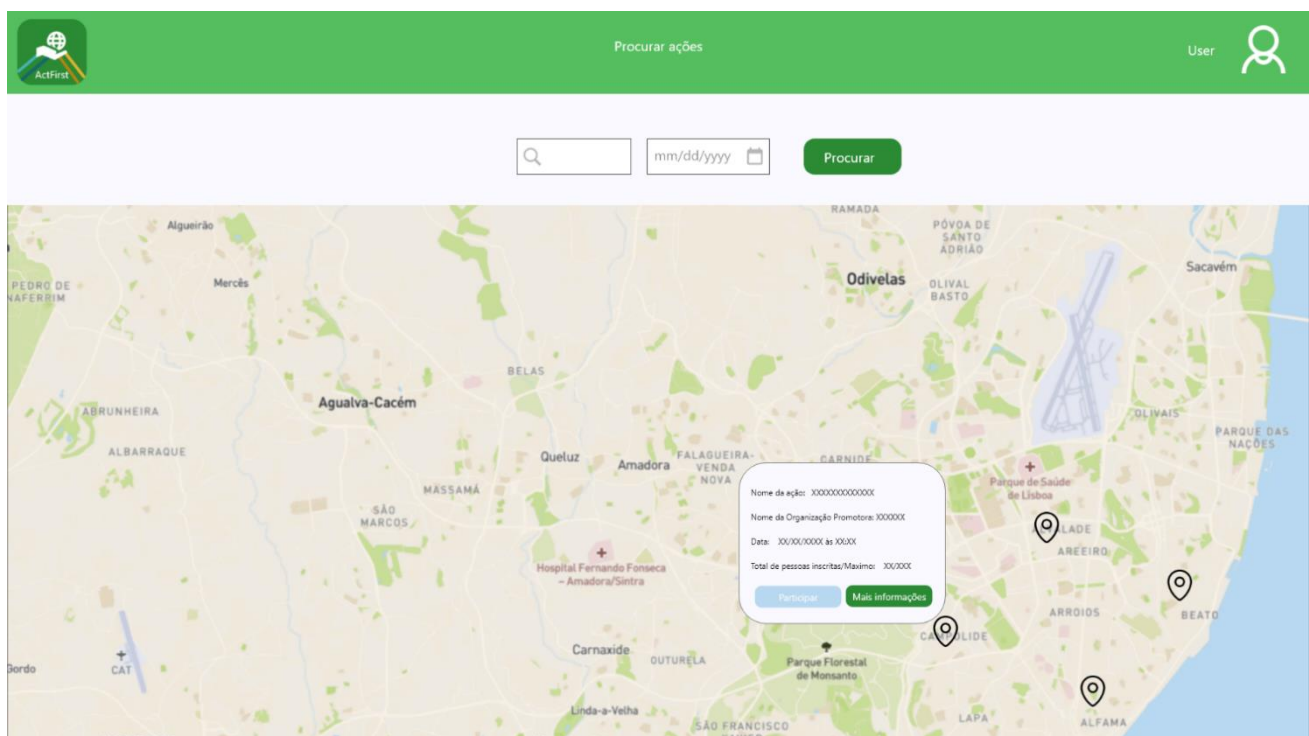 ActFirst
Procurar ações
User
mm/dd/yyyy
Procurar
RAMADA
Algueirão
PÓVOA DE
SANTO
ADRIÃO
Sacavém
Odivelas
Mercês
PEDRO DE
NAFERRIM
OLIVAL
BASTO
BELAS
Agualva-Cacém
ABRUNHEIRA
OLIVAIS
PARQUE DAS
NAÇÕES
ALBARRAQUE
Queluz
Amadora
FALAGUEIRA-
VENDA
NOVA
CARNIDE
Parque de Saúde
de Lisboa
MASSAMÁ
SÃO
MARCOS
Nome da ação: XXXXXXXXXXXXX
Nome da Organização Promotora: XXXXXX
Data: XX/XX/XXXX às XX:XX
Total de pessoas inscritas/Maximo: XX/XXX
Participar
Mais informações
LADE
AREEIRO
Hospital Fernando Fonseca
– Amadora/Sintra
ARROIOS
BEATO
CAMPOLIDE
Carnaxide
OUTURELA
Parque Florestal
de Monsanto
Gordo
CAT
Linda-a-Velha
SÃO FRANCISCO
LAPA
ALFAMA